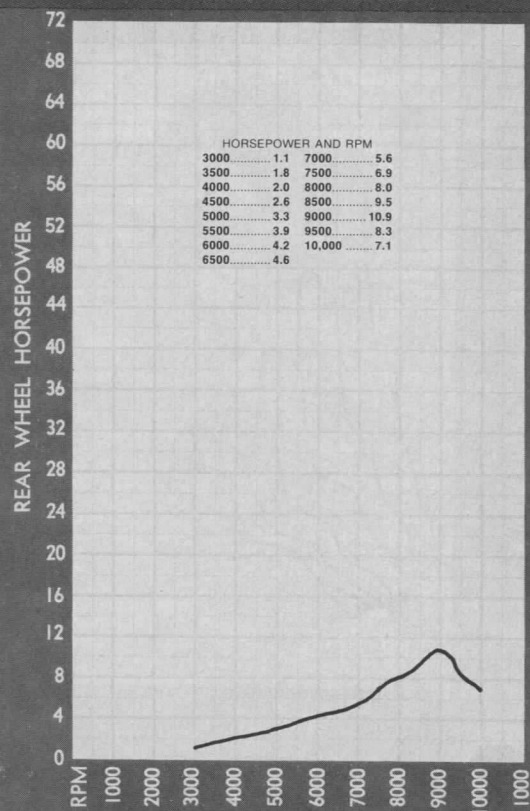 72
68
64
60
56
52
48
44
40
36
32
28
24
20
16
12
8
4
0
REAR WHEEL HORSEPOWER
HORSEPOWER AND RPM
3000............ 1.1 7000............ 5.6
3500............ 1.8 7500............ 6.9
4000............ 2.0 8000............ 8.0
4500............ 2.6 8500............ 9.5
5000............ 3.3 9000............ 10.9
5500............ 3.9 9500............ 8.3
6000............ 4.2 10,000 ........ 7.1
6500............ 4.6
RPM
1000
2000
3000
4000
5000
6000
7000
8000
9000